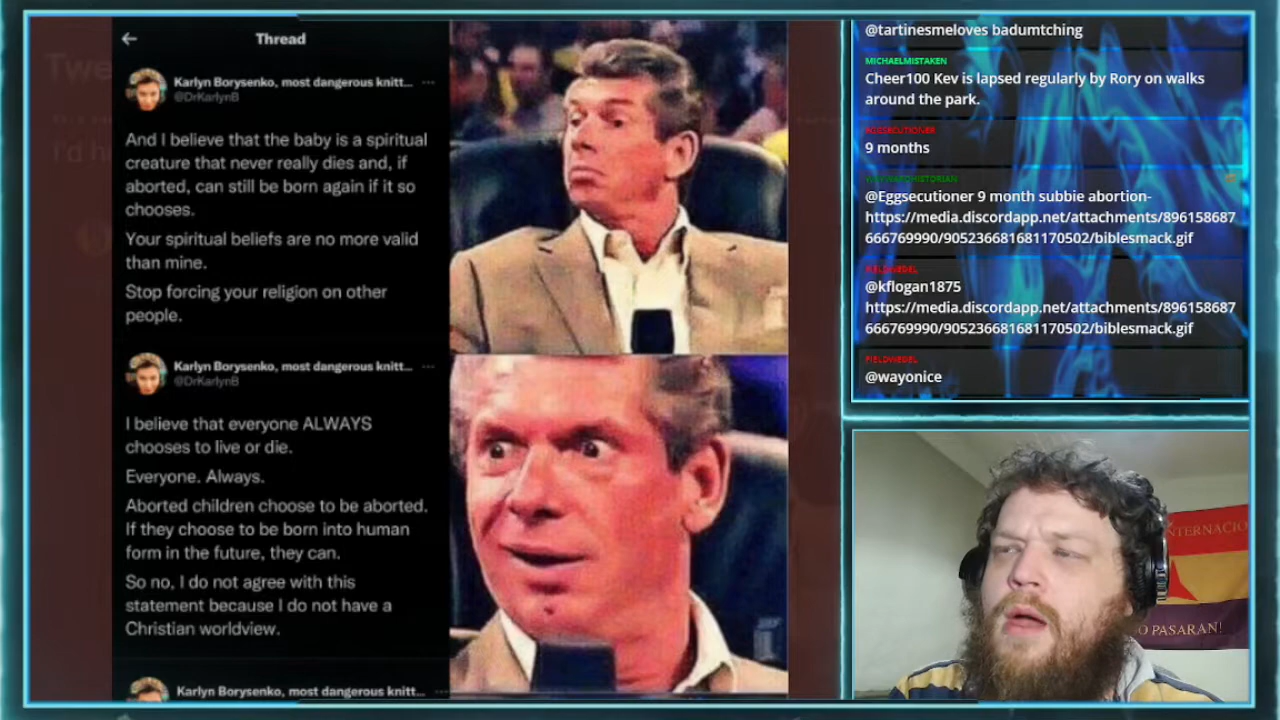 Thread
Karlyn Borysenko, most dangerous knitt...
@DrKarlynB
And I believe that the baby is a spiritual
creature that never really dies and, if
aborted, can still be born again if it so
chooses.
Your spiritual beliefs are no more valid
than mine.
Stop forcing your religion on other
people.
Karlyn Borysenko, most dangerous knitt...
@DrKarlynB
I believe that everyone ALWAYS
chooses to live or die.
Everyone. Always.
Aborted children choose to be aborted.
If they choose to be born into human
form in the future, they can.
So no, I do not agree with this
statement because I do not have a
Christian worldview.
Karlyn Borysenko, most dangerous knitt...
@tartinesmeloves badumtching
MICHAELMISTAKEN
Cheer100 Kev is lapsed regularly by Rory on walks
around the park.
EGGSECUTIONER
9 months
WAYWARDHISTORIAN
@Eggsecutioner 9 month subbie abortion-
https://media.discordapp.net/attachments/896158687
666769990/905236681681170502/biblesmack.gif
FIELDWEDEL
@kflogan1875
https://media.discordapp.net/attachments/896158687
666769990/905236681681170502/biblesmack.gif
FIELDWEDEL
@wayonice
NTERNACIO
O PASARAN!